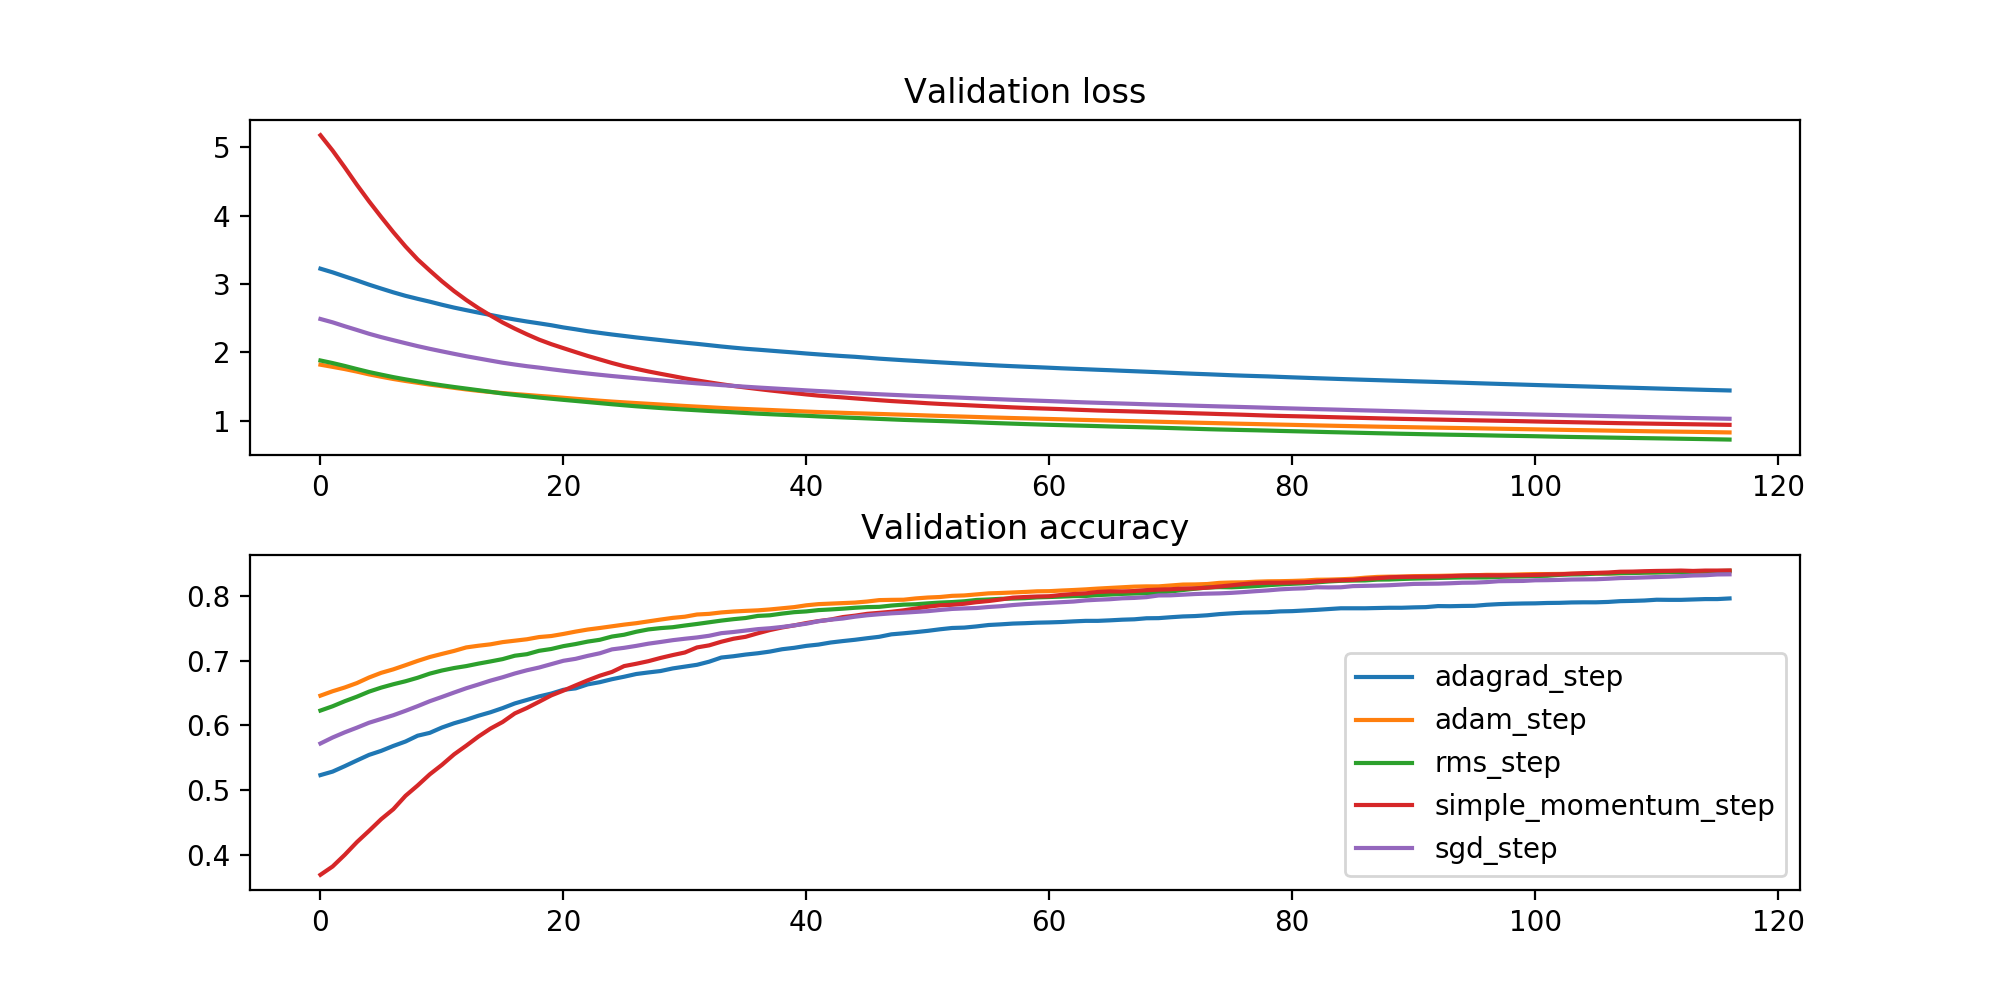 Validation loss
5
4
3
2
1
0 20 40 60 80 100 120
Validation accuracy
0.8
0.7
0.6
0.5
0.4
0 20 40 60 80 100 120
adagrad_step
adam_step
rms_step
simple_momentum_step
sgd_step